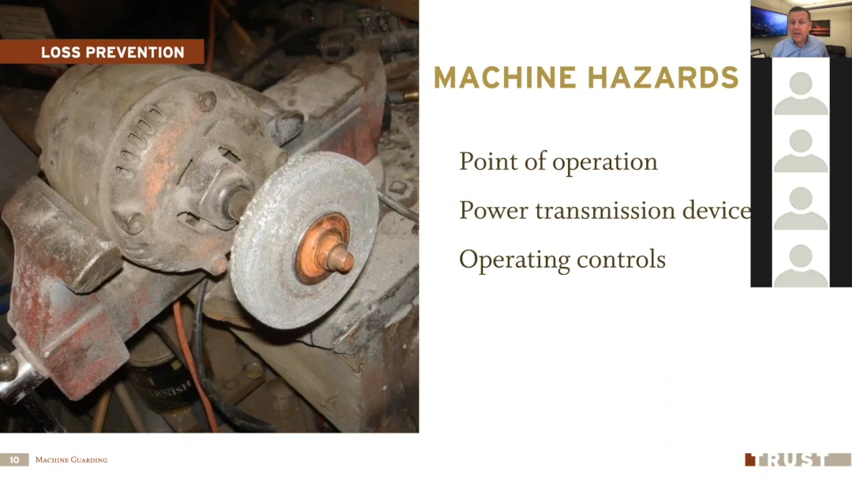 LOSS PREVENTION
MACHINE HAZARDS
Point of operation
Power transmission device
Operating controls
10 MACHINE GUARDING
TRUST